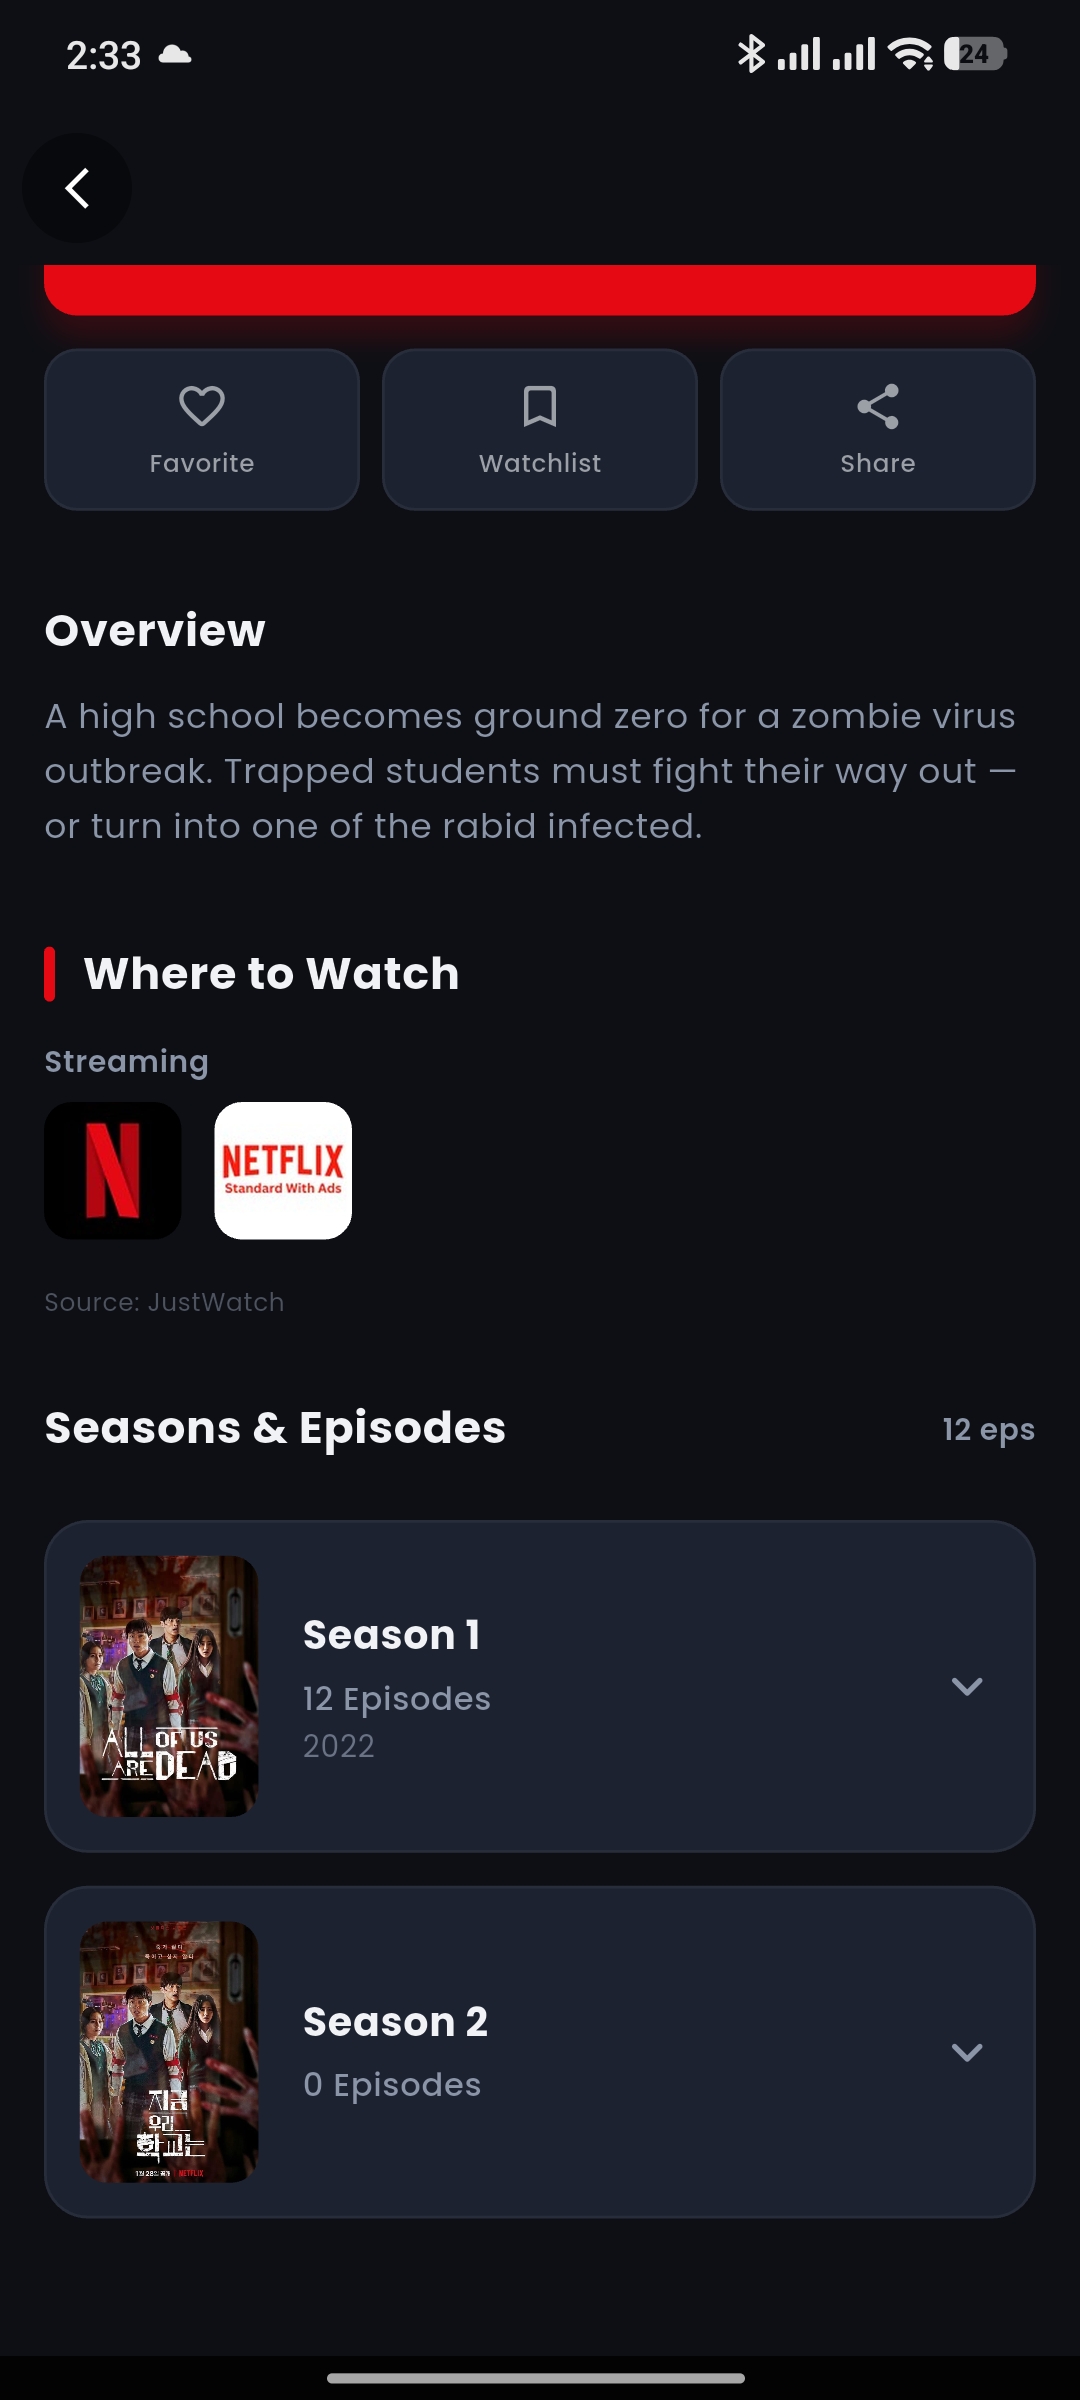 2:33
24
Favorite
Watchlist
Share
Overview
A high school becomes ground zero for a zombie virus
outbreak. Trapped students must fight their way out —
or turn into one of the rabid infected.
Where to Watch
Streaming
N
NETFLIX
Standard With Ads
Source: JustWatch
Seasons & Episodes
12 eps
ALL OF US
ARE DEAD
Season 1
12 Episodes
2022
지금
우리
학교는
NETFLIX
Season 2
0 Episodes